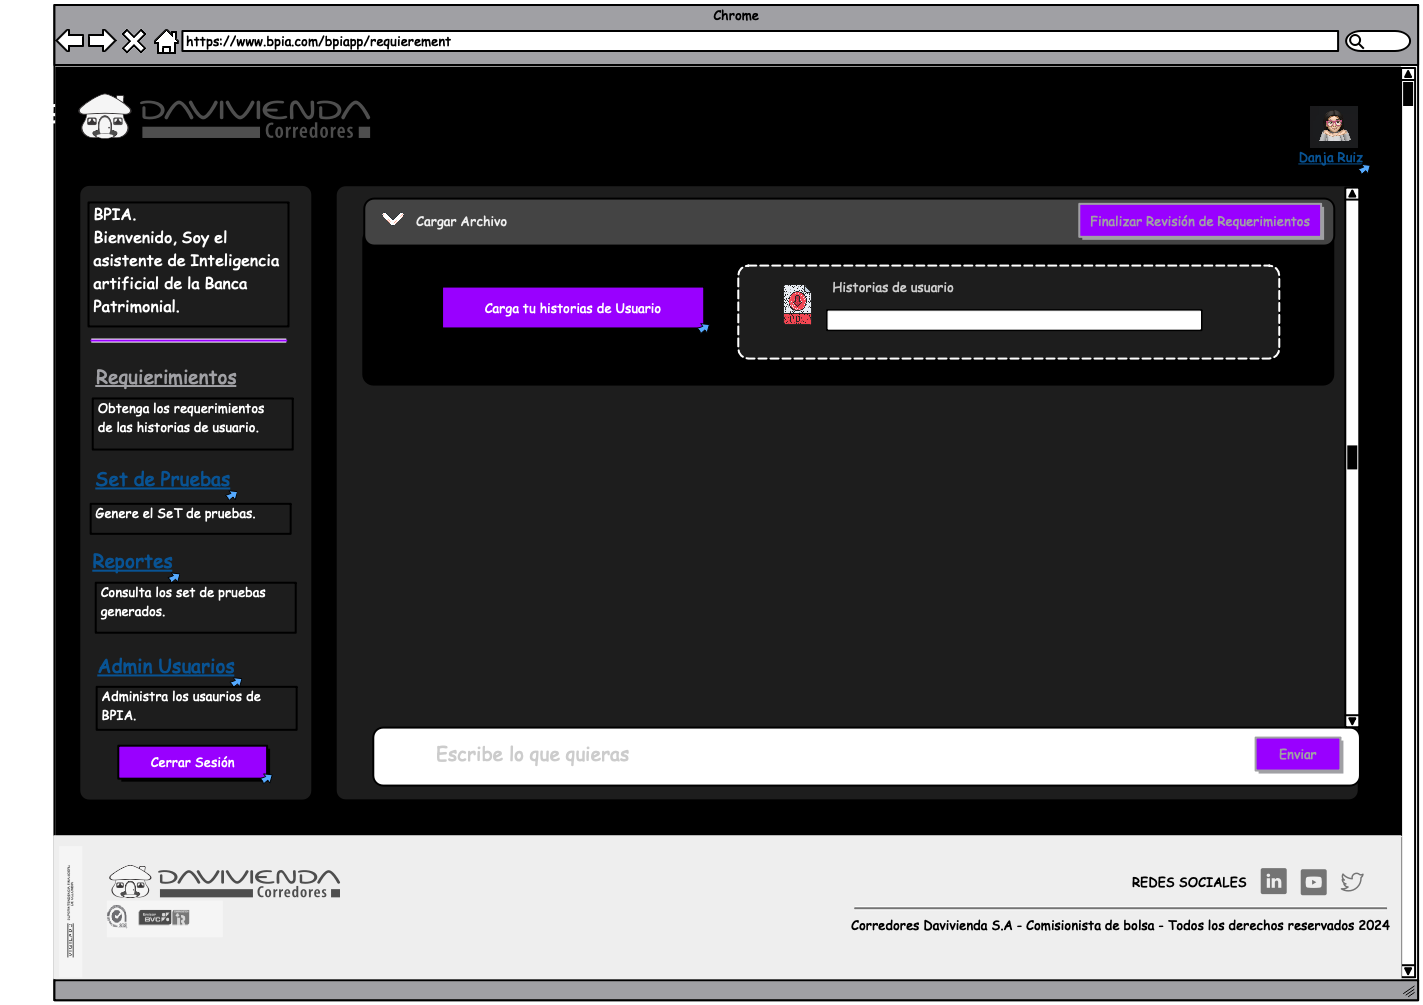 Chrome
https://www.bpia.com/bpiapp/requierement
DAVIVIENDA
Corredores
Danja Ruiz
BPIA.
Bienvenido, Soy el
asistente de Inteligencia
artificial de la Banca
Patrimonial.
Requierimientos
Obtenga los requerimientos
de las historias de usuario.
Set de Pruebas
Genere el SeT de pruebas.
Reportes
Consulta los set de pruebas
generados.
Admin Usuarios
Administra los usaurios de
BPIA.
Cerrar Sesión
Cargar Archivo
Finalizar Revisión de Requerimientos
Carga tu historias de Usuario
Historias de usuario
Escribe lo que quieras
Enviar
DAVIVIENDA
Corredores
BVC
IR
VIGILADO
REDES SOCIALES
in
Corredores Davivienda S.A - Comisionista de bolsa - Todos los derechos reservados 2024